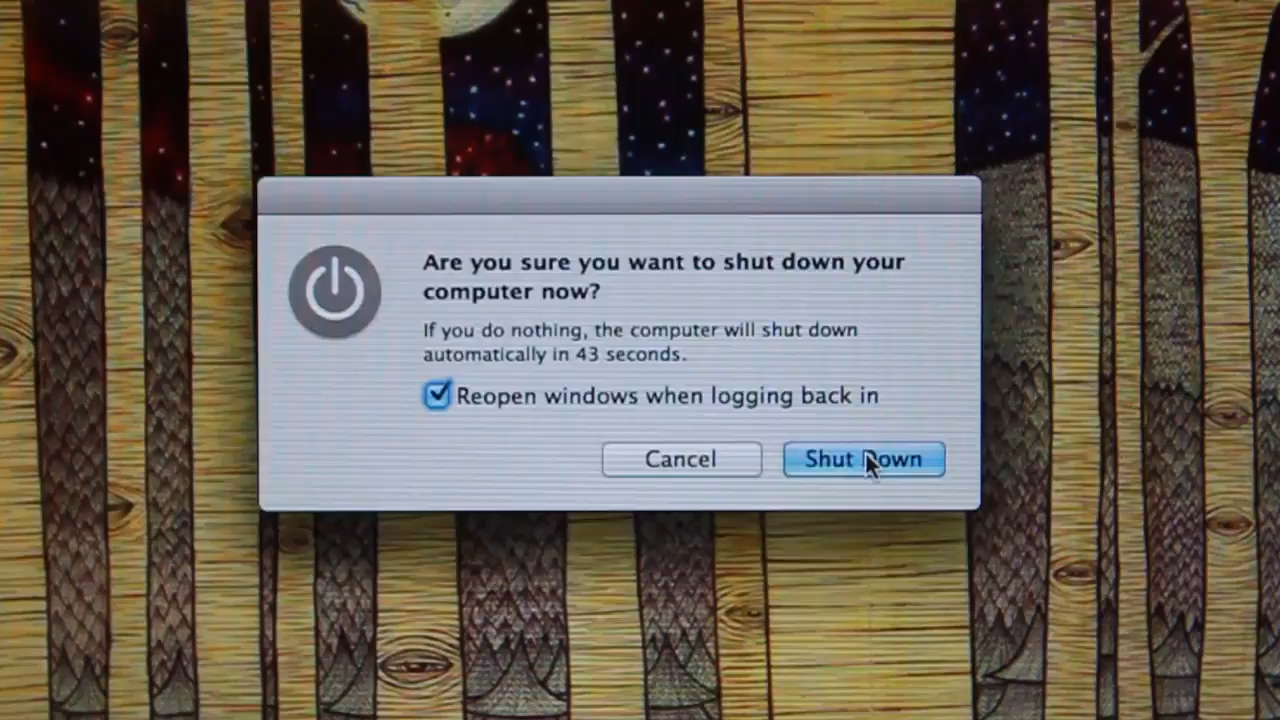 Are you sure you want to shut down your
computer now?
If you do nothing, the computer will shut down
automatically in 43 seconds.
Reopen windows when logging back in
Cancel
Shut Down